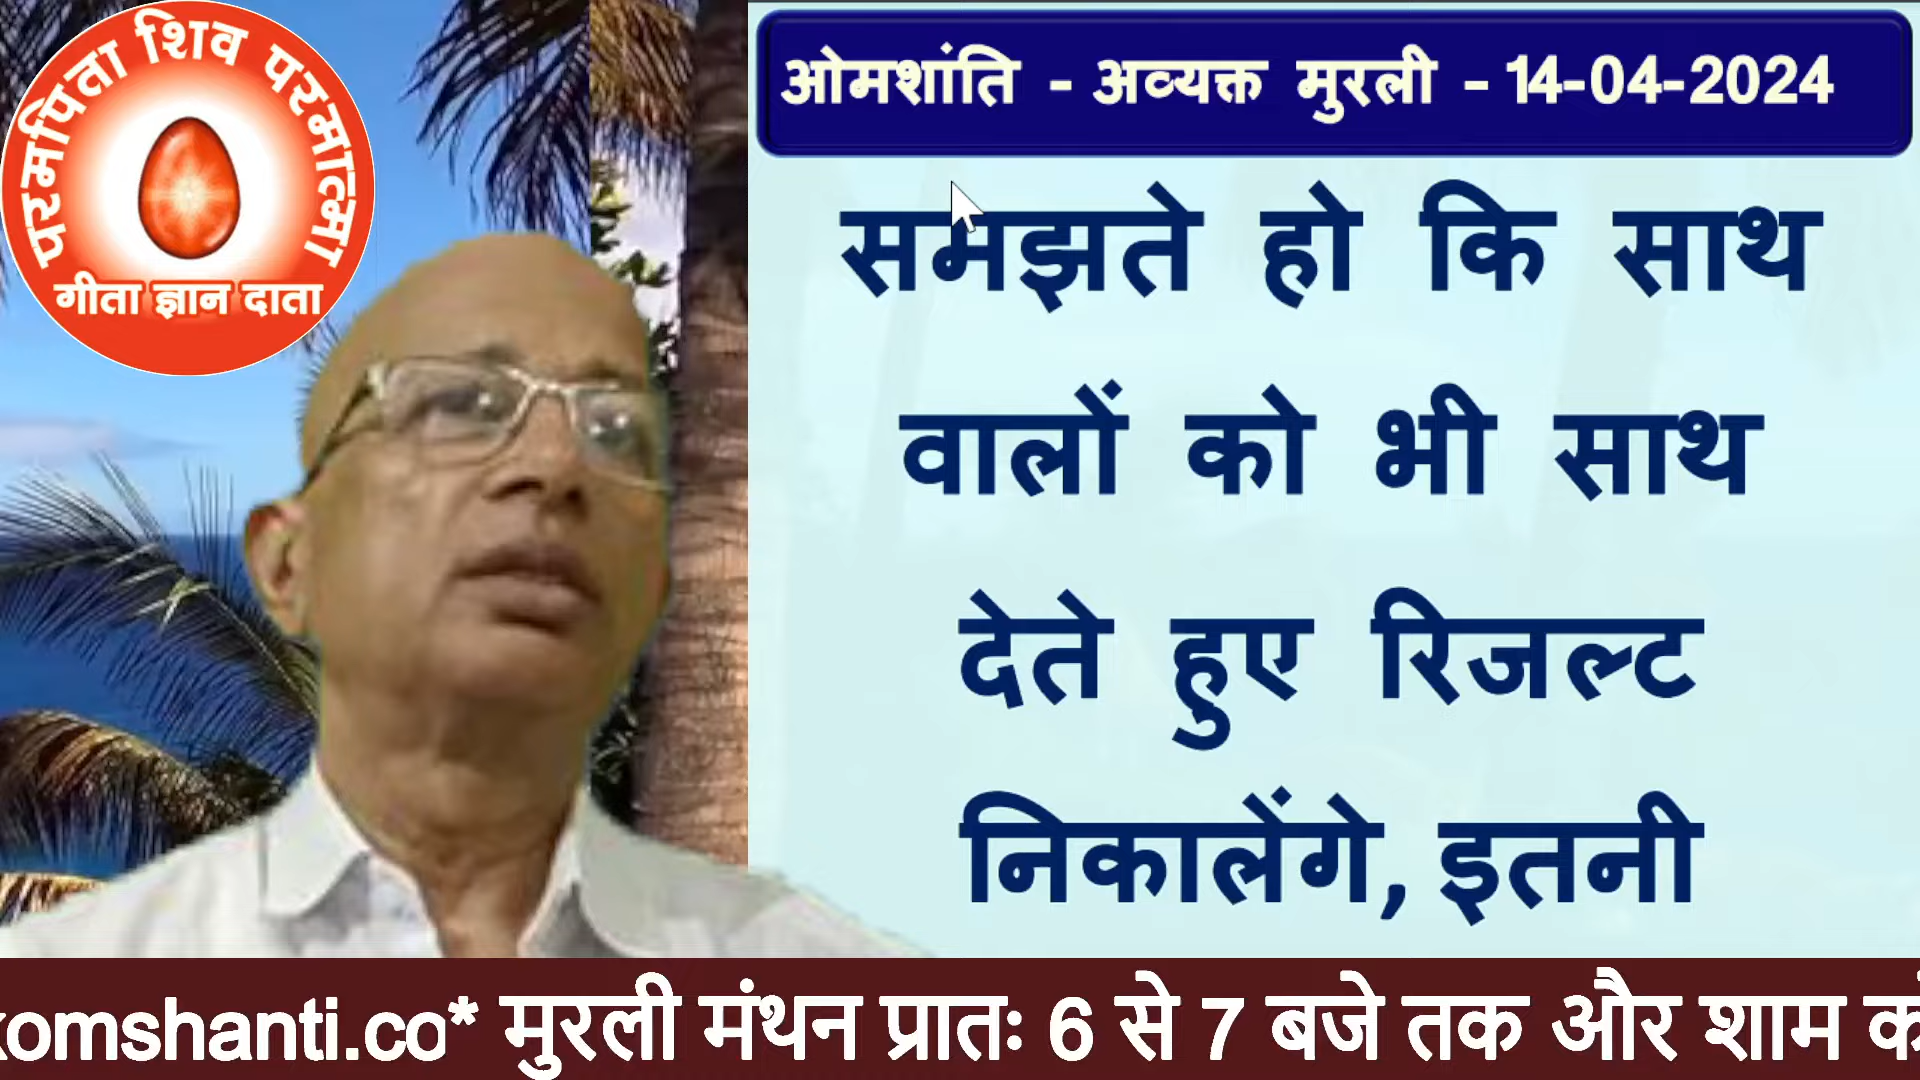 परमपिता शिव परमात्मा
गीता ज्ञान दाता
ओमशांति - अव्यक्त मुरली - 14-04-2024
समझते हो कि साथ
वालों को भी साथ
देते हुए रिजल्ट
निकालेंगे, इतनी
komshanti.co* मुरली मंथन प्रातः 6 से 7 बजे तक और शाम को